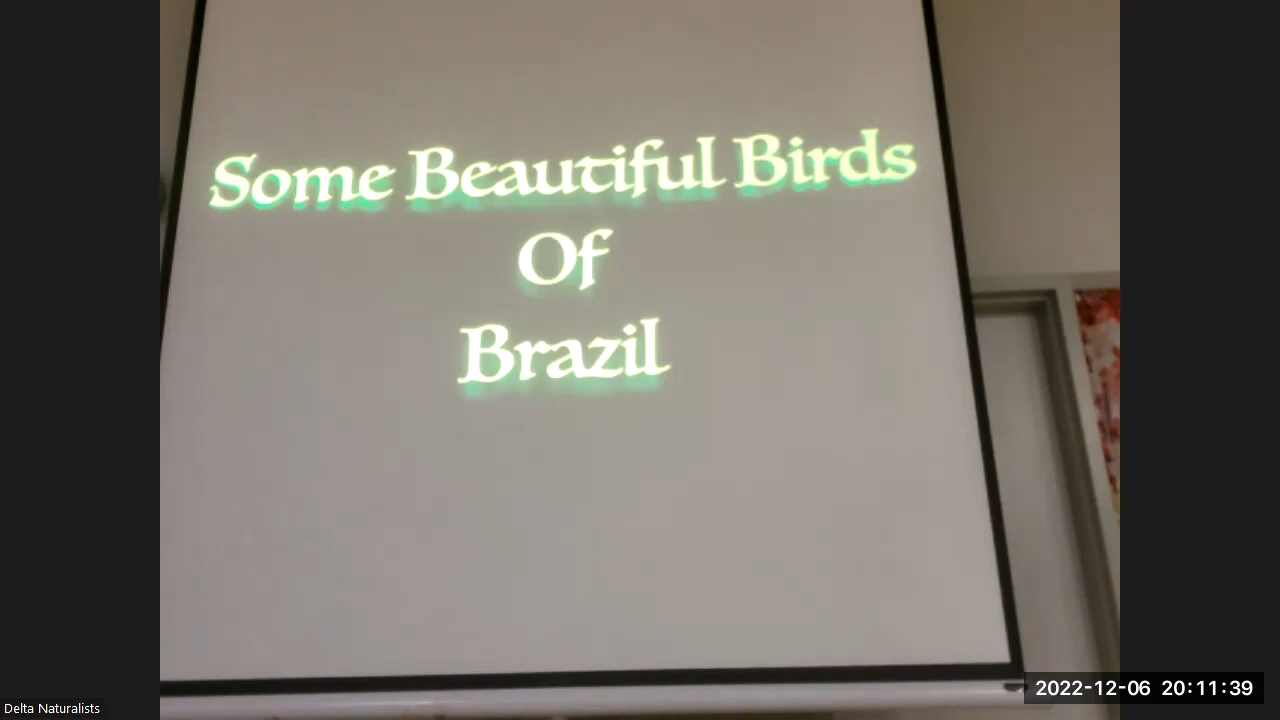 Some Beautiful Birds
Of
Brazil
Delta Naturalists
2022-12-06 20:11:39